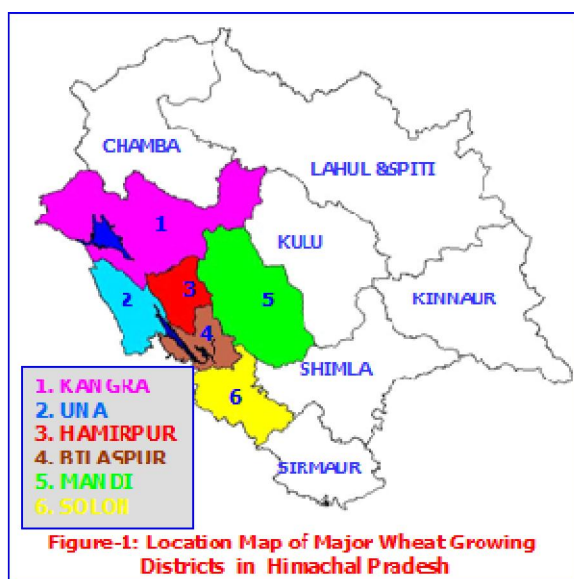 CHAMBA
LAHUL &SPITI
1
KULU
KINNAUR
2
3
5
4
SHIMLA
6
SIRMAUR
1. KANGRA
2. UNA
3. HAMIRPUR
4. BILASPUR
5. MANDI
6. SOLON
Figure-1: Location Map of Major Wheat Growing
Districts in Himachal Pradesh